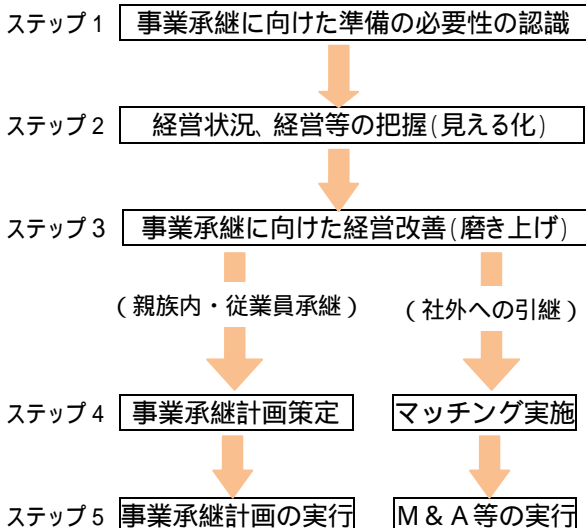 ステップ1 事業承継に向けた準備の必要性の認識
ステップ2 経営状況、経営等の把握(見える化)
ステップ3 事業承継に向けた経営改善(磨き上げ)
(親族内・従業員承継) (社外への引継)
ステップ4 事業承継計画策定 マッチング実施
ステップ5 事業承継計画の実行 M&A等の実行